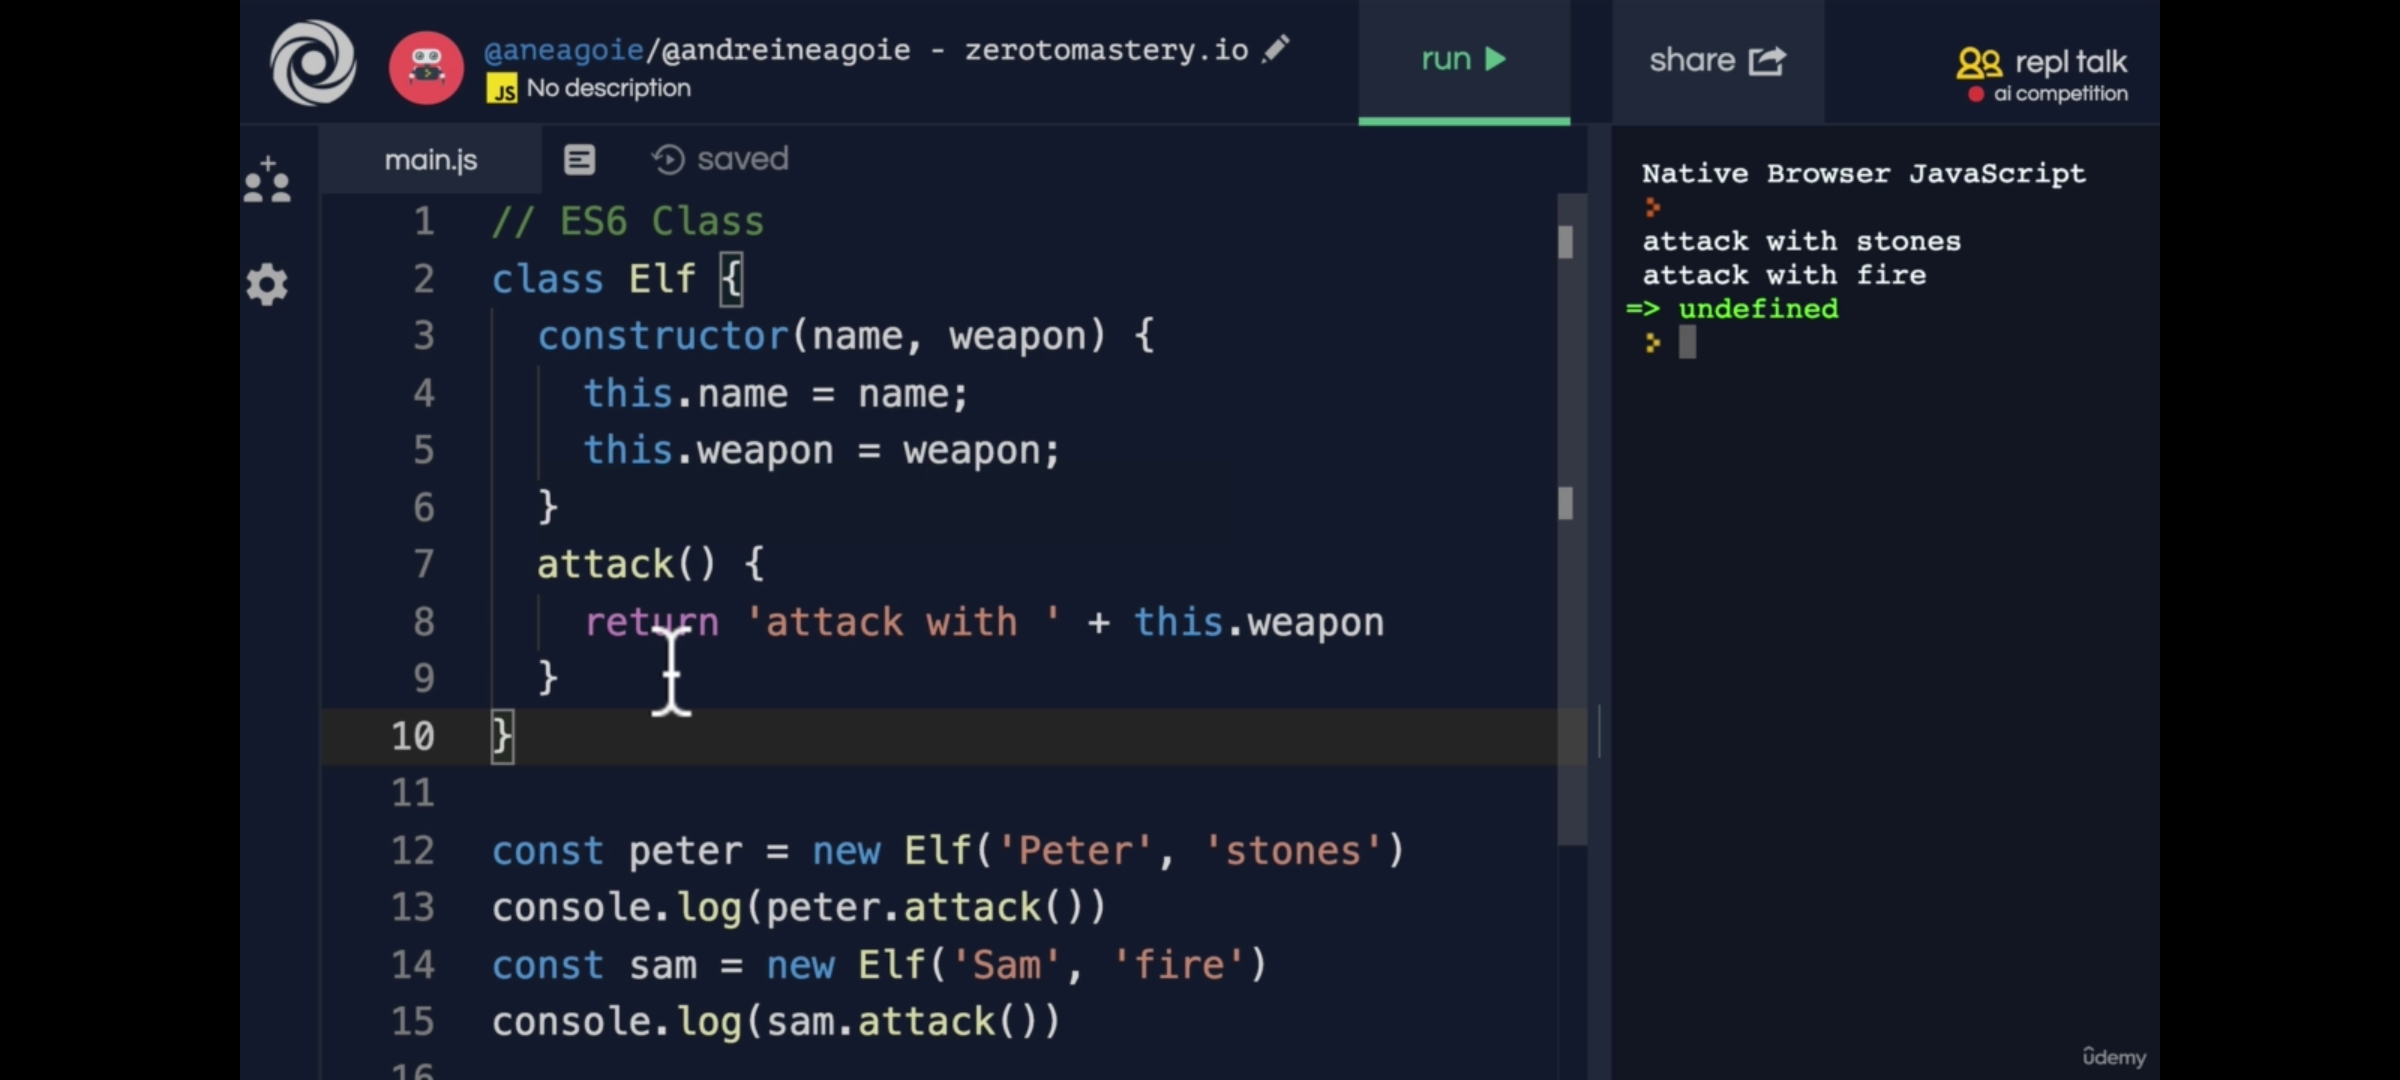 @aneagoie/@andreineagoie - zerotomastery.io
JS No description
run
share
repl talk
ai competition
main.js
saved
1 // ES6 Class
2 class Elf {
3 constructor(name, weapon) {
4 this.name = name;
5 this.weapon = weapon;
6 }
7 attack() {
8 return 'attack with ' + this.weapon
9 }
10 }
11
12 const peter = new Elf('Peter', 'stones')
13 console.log(peter.attack())
14 const sam = new Elf('Sam', 'fire')
15 console.log(sam.attack())
16
Native Browser JavaScript
attack with stones
attack with fire
=> undefined
ûdemy